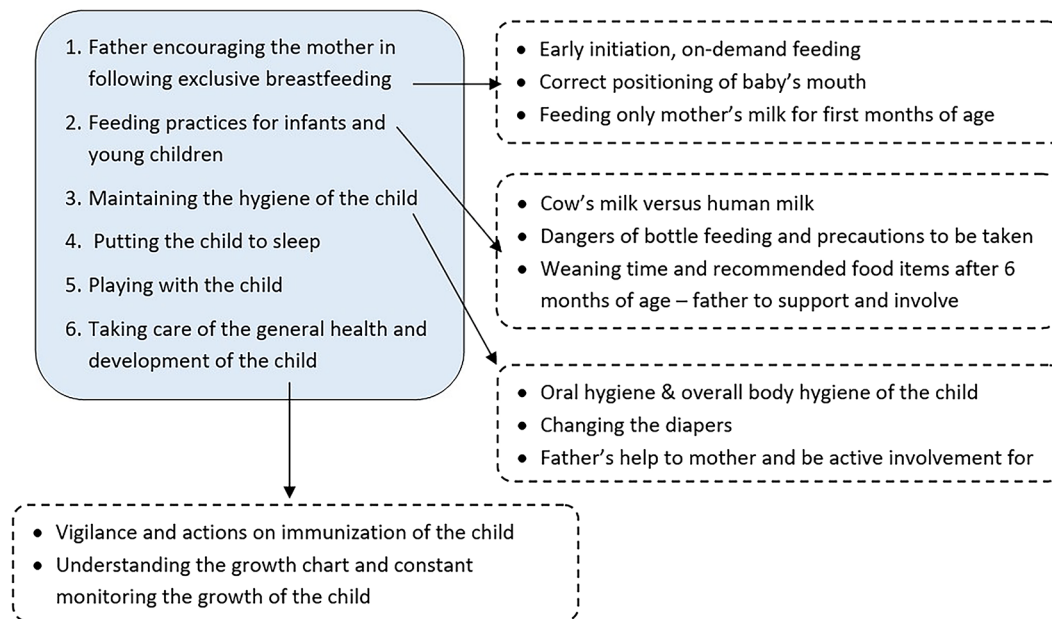 1. Father encouraging the mother in
following exclusive breastfeeding
2. Feeding practices for infants and
young children
3. Maintaining the hygiene of the child
4. Putting the child to sleep
5. Playing with the child
6. Taking care of the general health and
development of the child
• Early initiation, on-demand feeding
• Correct positioning of baby's mouth
• Feeding only mother's milk for first months of age
• Cow's milk versus human milk
• Dangers of bottle feeding and precautions to be taken
• Weaning time and recommended food items after 6
months of age – father to support and involve
• Oral hygiene & overall body hygiene of the child
• Changing the diapers
• Father's help to mother and be active involvement for
• Vigilance and actions on immunization of the child
• Understanding the growth chart and constant
monitoring the growth of the child